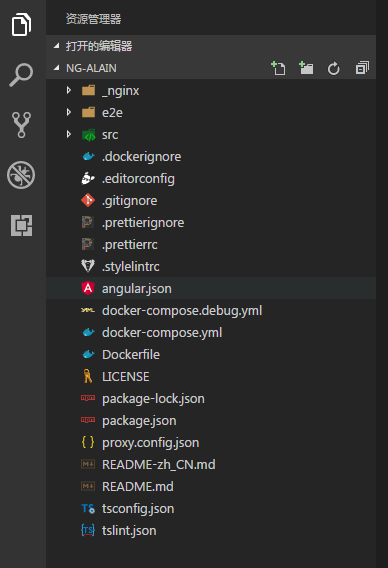 资源管理器
打开的编辑器
NG-ALAIN
_nginx
e2e
src
.dockerignore
.editorconfig
.gitignore
.prettierignore
.prettierrc
.stylelintrc
angular.json
docker-compose.debug.yml
docker-compose.yml
Dockerfile
LICENSE
package-lock.json
package.json
proxy.config.json
README-zh_CN.md
README.md
tsconfig.json
tslint.json